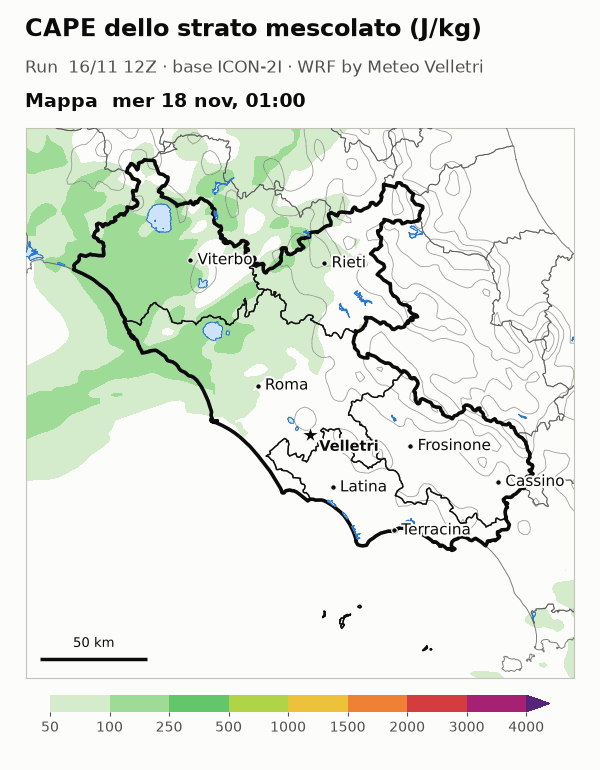 CAPE dello strato mescolato (J/kg)
Run  16/11 12Z · base ICON-2I · WRF by Meteo Velletri
Mappa  mer 18 nov, 01:00
Viterbo
Rieti
Roma
Velletri
Frosinone
Latina
Cassino
Terracina
50 km
50 100 250 500 1000 1500 2000 3000 4000